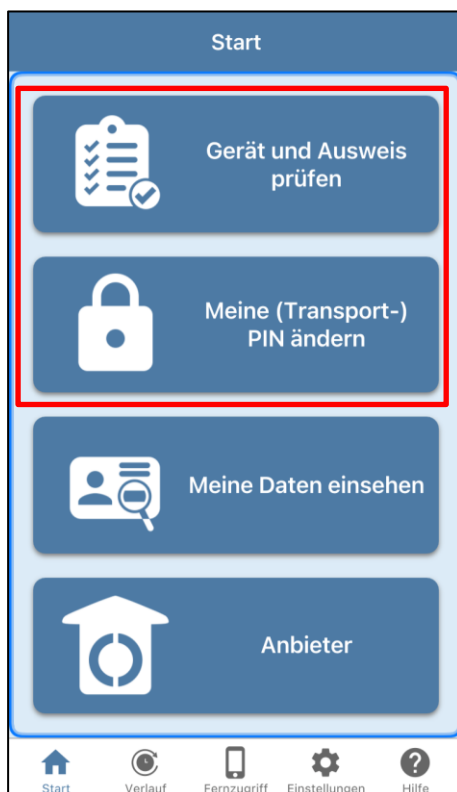 Start
Gerät und Ausweis
prüfen
Meine (Transport-)
PIN ändern
Meine Daten einsehen
Anbieter
Start Verlauf Fernzugriff Einstellungen Hilfe